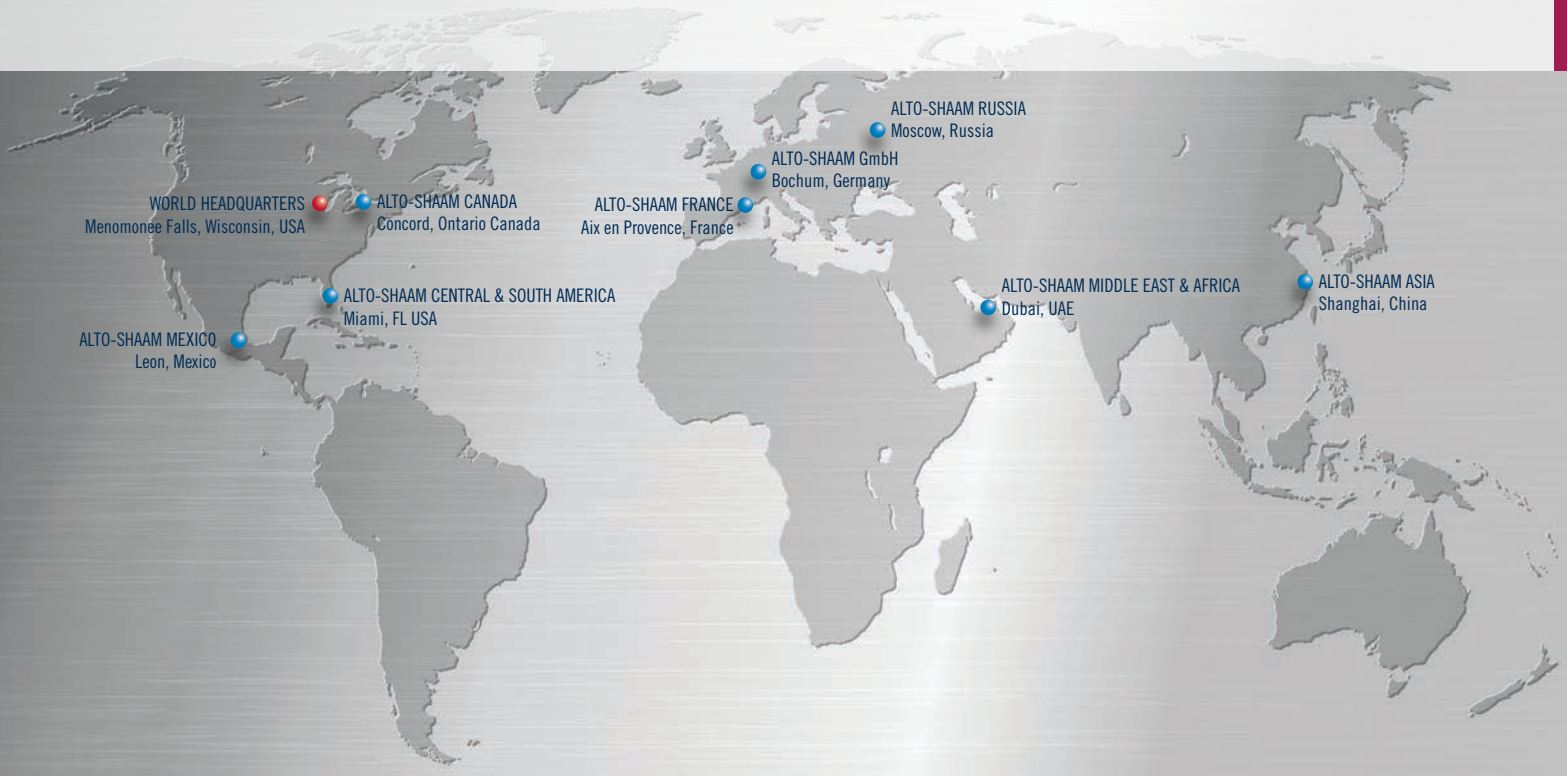 ALTO-SHAAM RUSSIA
Moscow, Russia
ALTO-SHAAM GmbH
Bochum, Germany
WORLD HEADQUARTERS
Menomonee Falls, Wisconsin, USA
ALTO-SHAAM CANADA
Concord, Ontario Canada
ALTO-SHAAM FRANCE
Aix en Provence, France
ALTO-SHAAM CENTRAL & SOUTH AMERICA
Miami, FL USA
ALTO-SHAAM MIDDLE EAST & AFRICA
Dubai, UAE
ALTO-SHAAM ASIA
Shanghai, China
ALTO-SHAAM MEXICO
Leon, Mexico